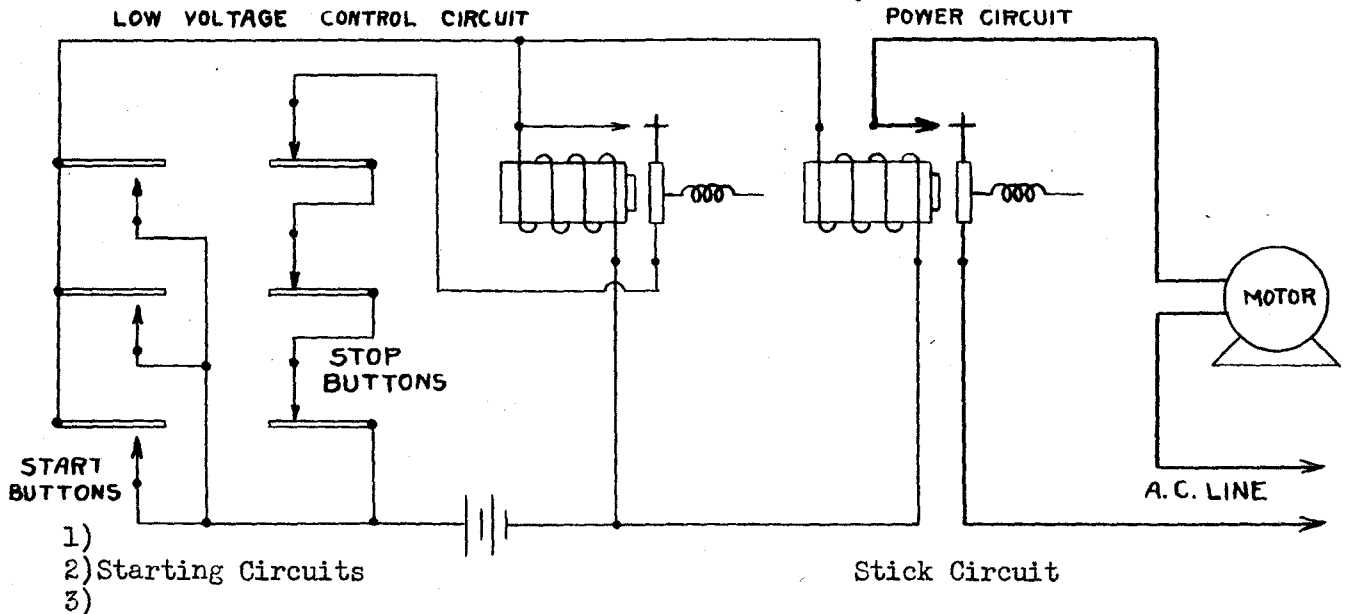 LOW VOLTAGE CONTROL CIRCUIT
POWER CIRCUIT
MOTOR
STOP
BUTTONS
START
BUTTONS
A.C. LINE
1)
2)Starting Circuits
Stick Circuit
3)